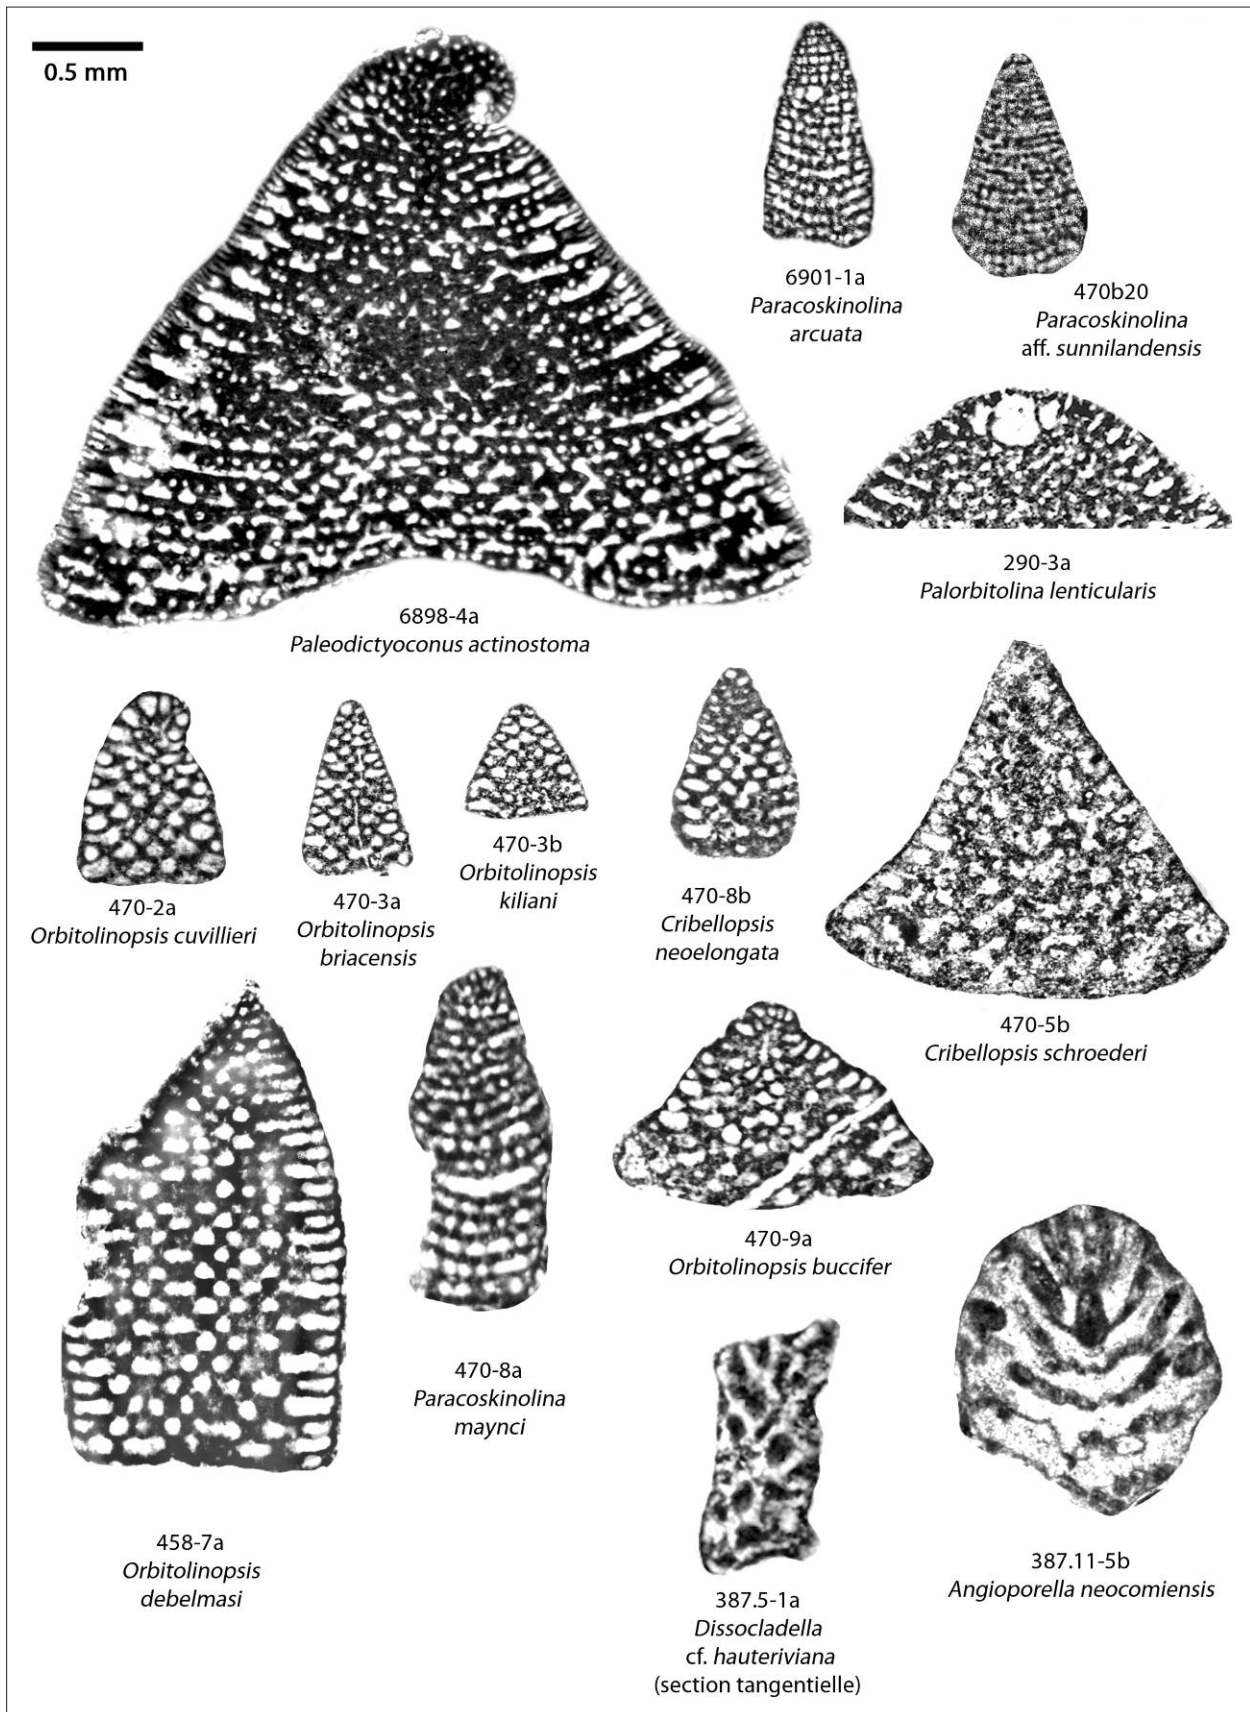 0.5 mm
6901-1a
Paracoskinolina
arcuata
470b20
Paracoskinolina
aff. sunnilandensis
290-3a
Palorbitolina lenticularis
6898-4a
Paleodictyoconus actinostoma
470-2a
Orbitolinopsis cuvillieri
470-3a
Orbitolinopsis
briacensis
470-3b
Orbitolinopsis
kiliani
470-8b
Cribellopsis
neoelongata
470-5b
Cribellopsis schroederi
458-7a
Orbitolinopsis
debelmasi
470-8a
Paracoskinolina
maynci
470-9a
Orbitolinopsis buccifer
387.5-1a
Dissocladella
cf. hauteriviana
(section tangentielle)
387.11-5b
Angioporella neocomiensis